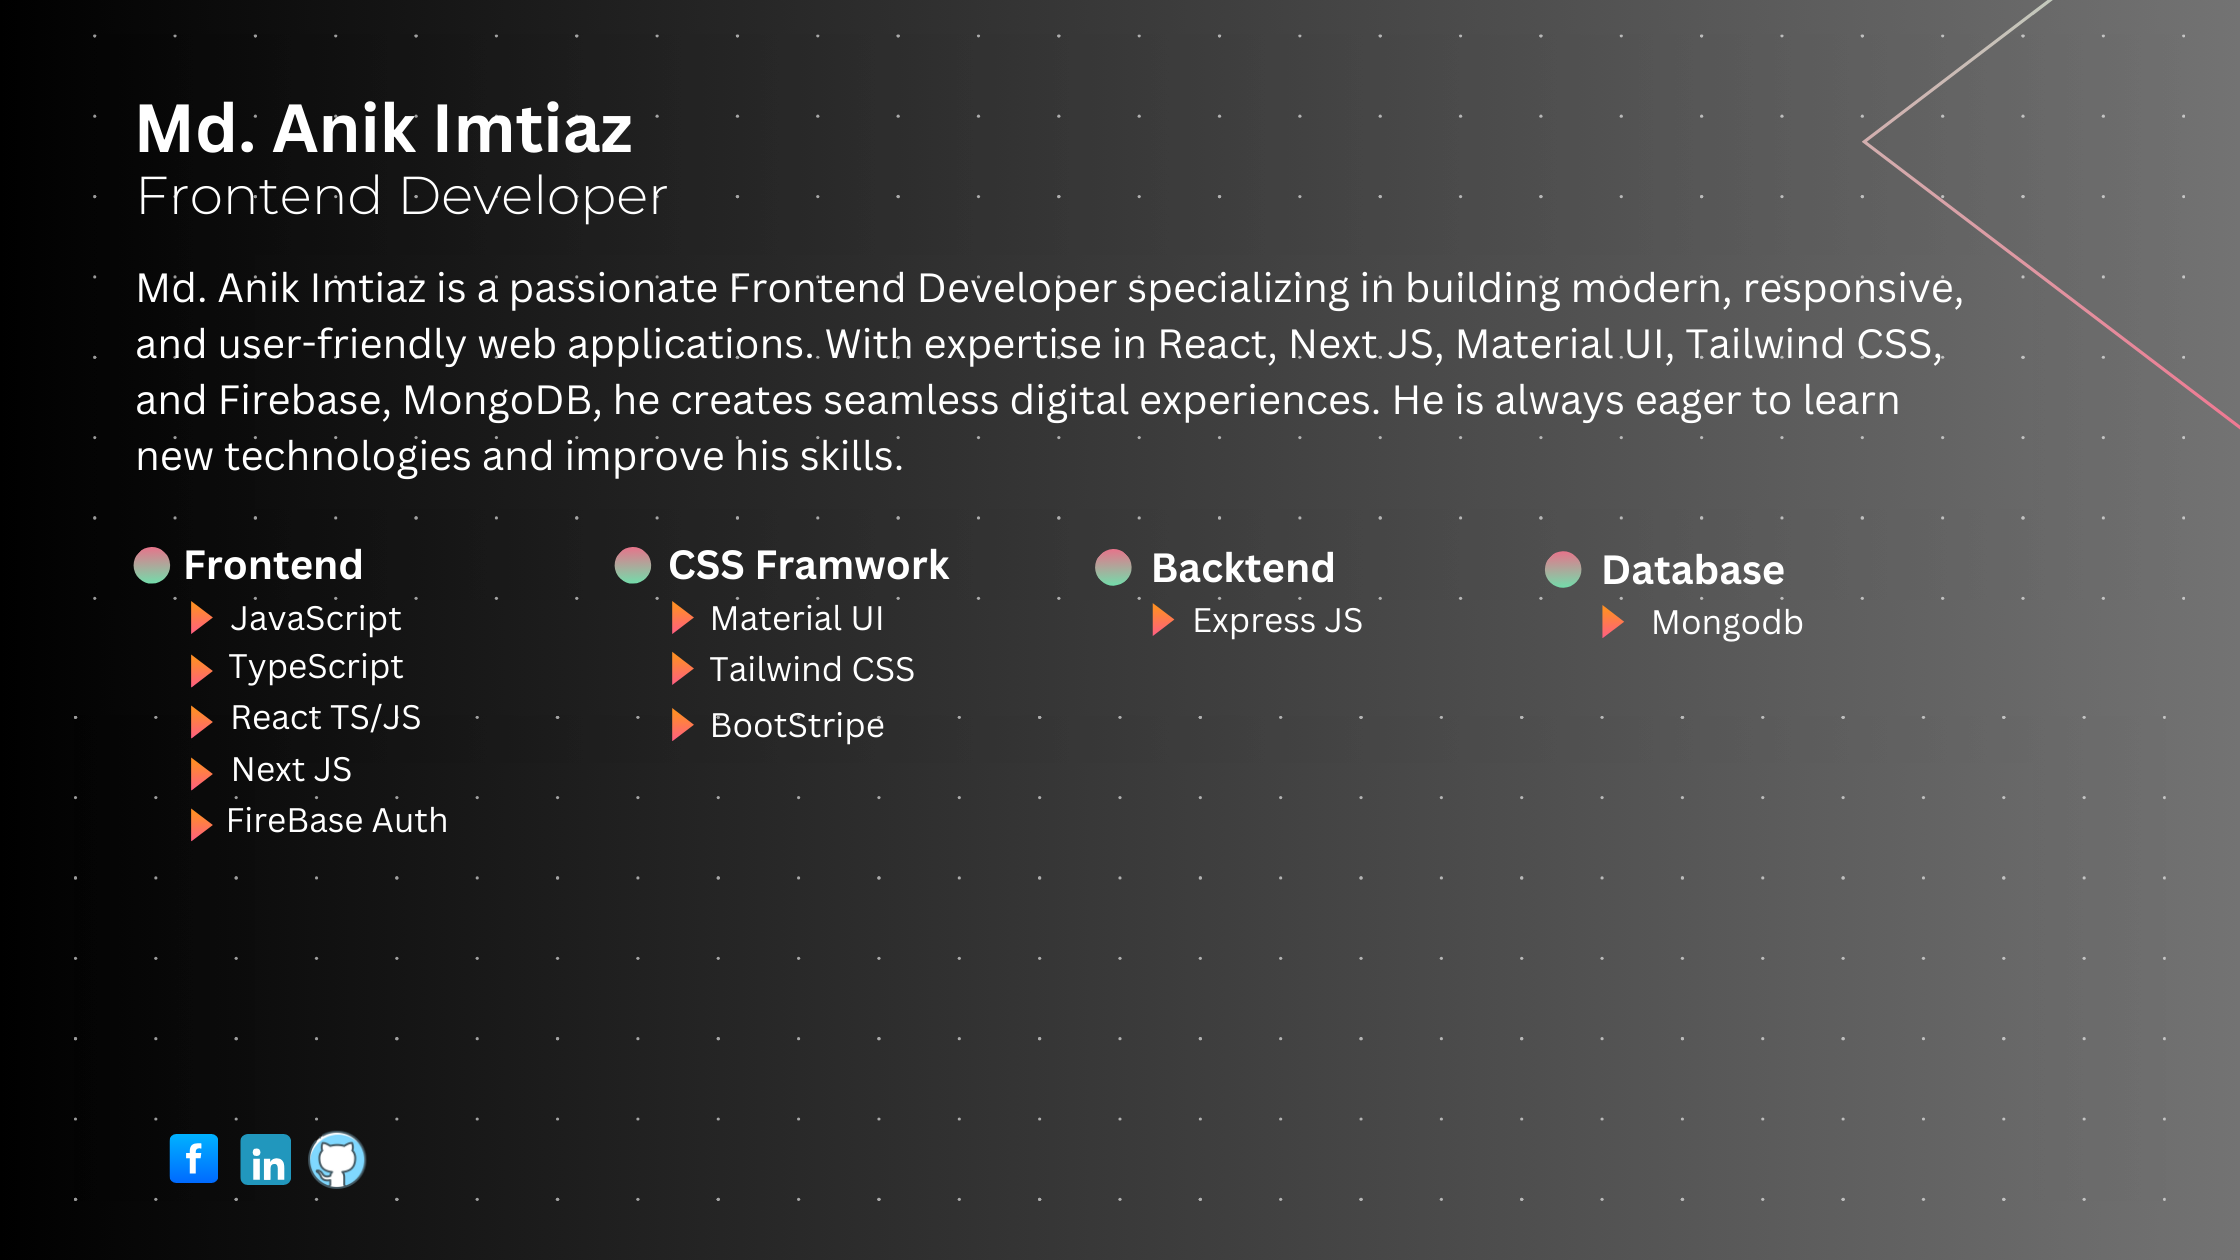 Md. Anik Imtiaz
Frontend Developer
Md. Anik Imtiaz is a passionate Frontend Developer specializing in building modern, responsive,
and user-friendly web applications. With expertise in React, Next JS, Material UI, Tailwind CSS,
and Firebase, MongoDB, he creates seamless digital experiences. He is always eager to learn
new technologies and improve his skills.
Frontend
JavaScript
TypeScript
React TS/JS
Next JS
FireBase Auth
CSS Framwork
Material UI
Tailwind CSS
BootStripe
Backtend
Express JS
Database
Mongodb
f
in